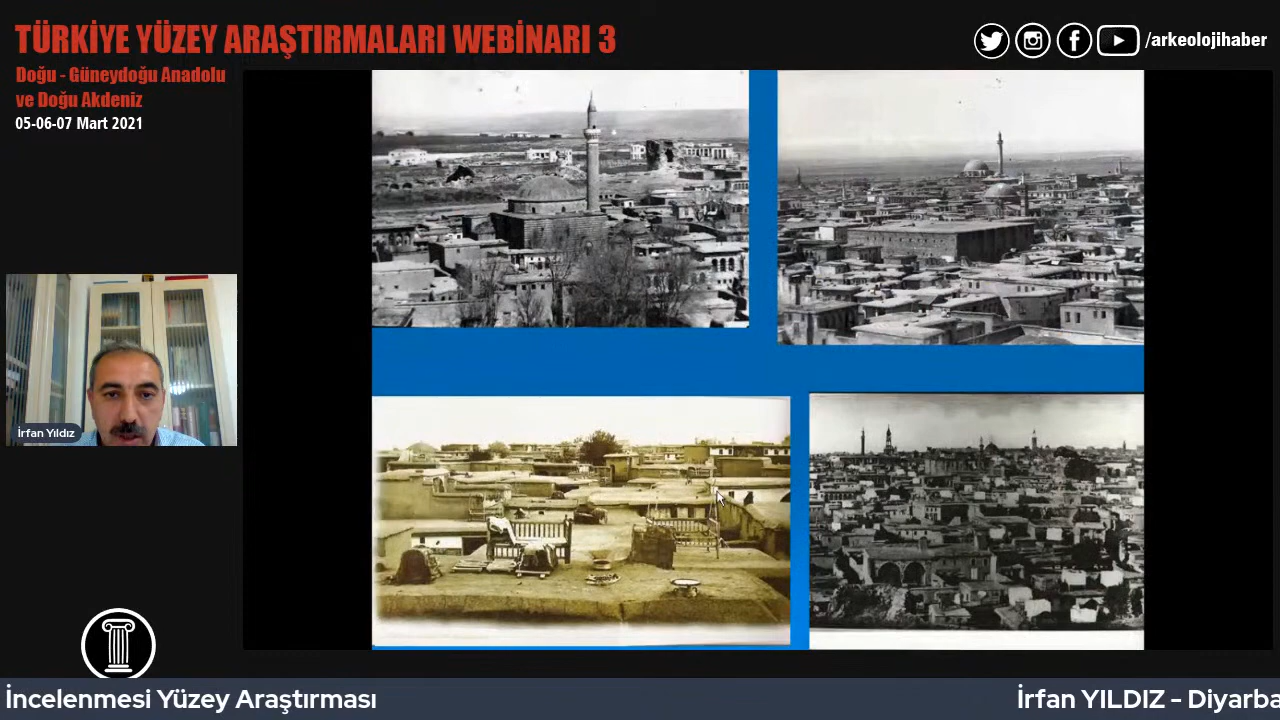 TÜRKİYE YÜZEY ARAŞTIRMALARI WEBİNARI 3
Doğu - Güneydoğu Anadolu
ve Doğu Akdeniz
05-06-07 Mart 2021
/arkeolojihaber
İrfan Yıldız
İncelenmesi Yüzey Araştırması
İrfan YILDIZ - Diyarba